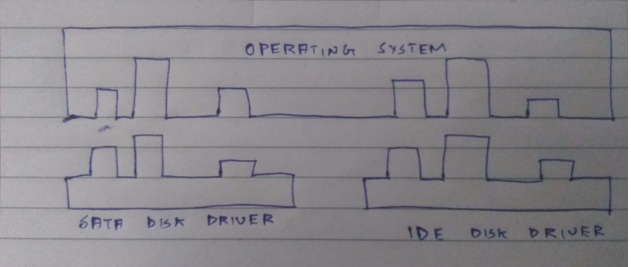 OPERATING SYSTEM
SATA DISK DRIVER
IDE DISK DRIVER